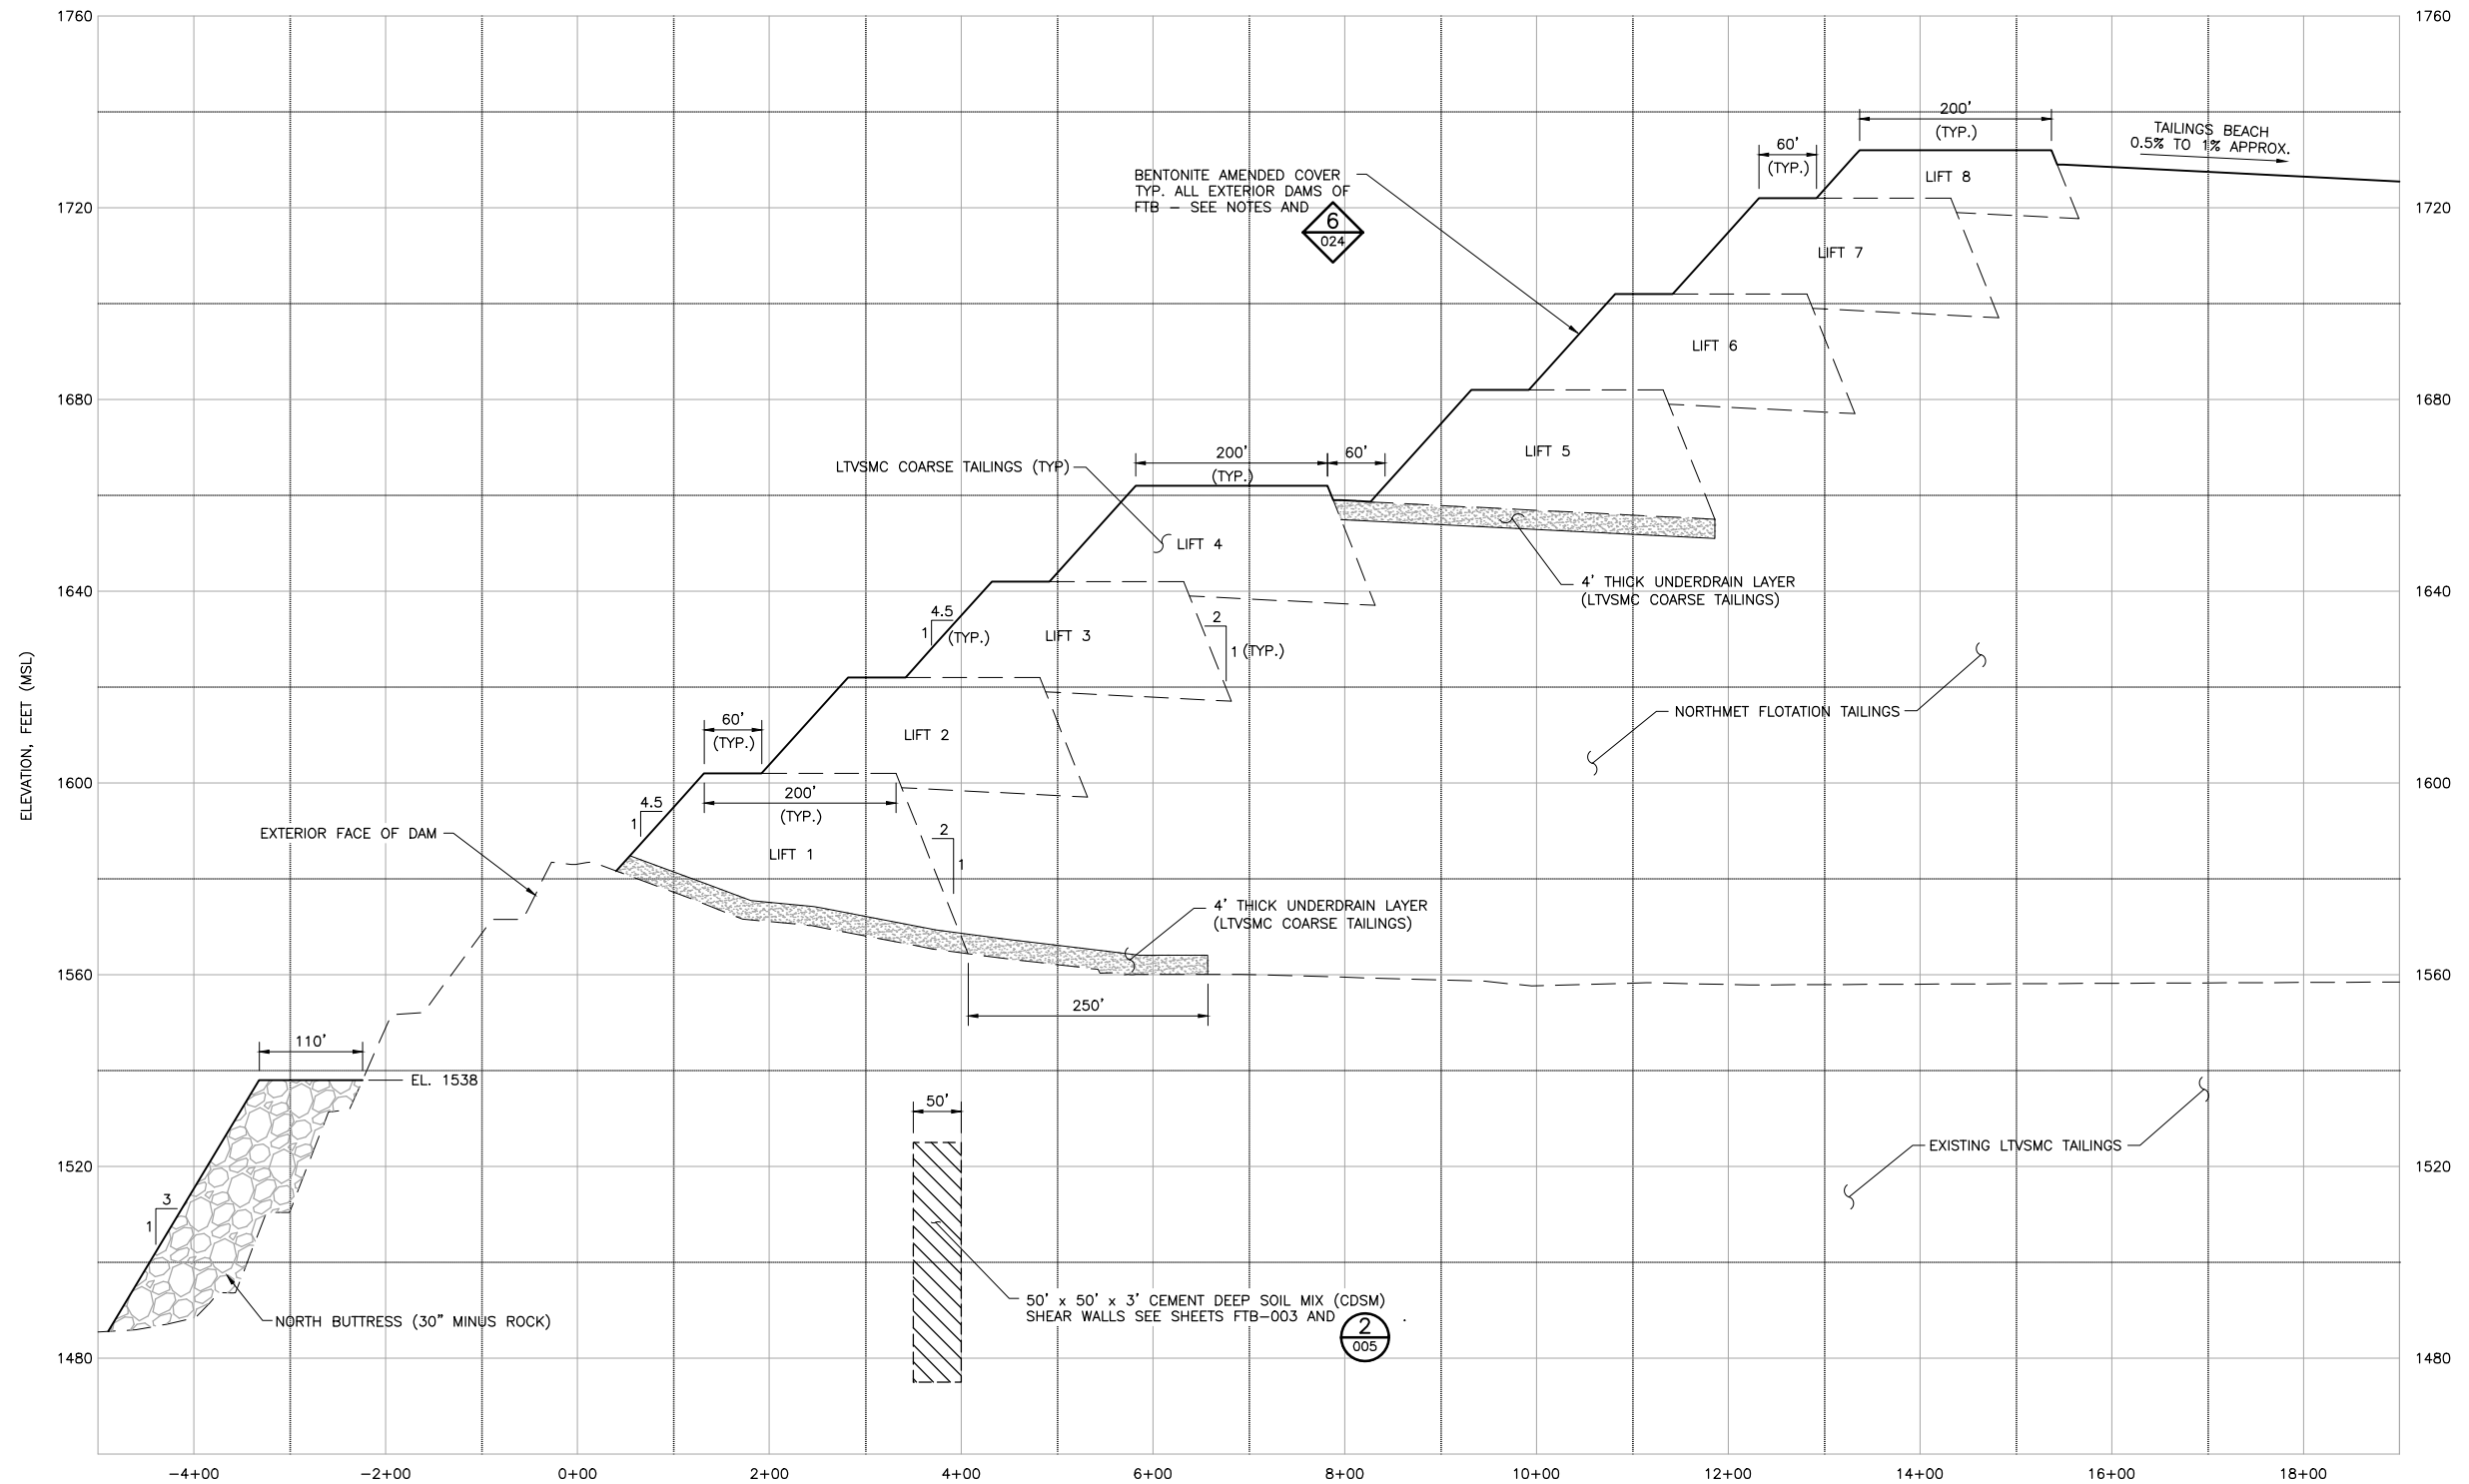 1760
1760
200'
(TYP.)
TAILINGS BEACH
0.5% TO 1% APPROX.
60'
(TYP.)
BENTONITE AMENDED COVER
TYP. ALL EXTERIOR DAMS OF
FTB – SEE NOTES AND
6
024
LIFT 8
1720
1720
LIFT 7
LIFT 6
1680
1680
200'
(TYP.)
60'
LIFT 5
LTVSMC COARSE TAILINGS (TYP)
LIFT 4
4' THICK UNDERDRAIN LAYER
(LTVSMC COARSE TAILINGS)
1640
1640
4.5
1
(TYP.)
LIFT 3
2
1 (TYP.)
ELEVATION, FEET (MSL)
NORTHMET FLOTATION TAILINGS
60'
(TYP.)
LIFT 2
1600
1600
200'
(TYP.)
4.5
1
EXTERIOR FACE OF DAM
2
1
LIFT 1
4' THICK UNDERDRAIN LAYER
(LTVSMC COARSE TAILINGS)
1560
1560
250'
110'
EL. 1538
50'
EXISTING LTVSMC TAILINGS
1520
1520
3
1
NORTH BUTTRESS (30" MINUS ROCK)
50' x 50' x 3' CEMENT DEEP SOIL MIX (CDSM)
SHEAR WALLS SEE SHEETS FTB–003 AND
2
005
.
1480
1480
–4+00
–2+00
0+00
2+00
4+00
6+00
8+00
10+00
12+00
14+00
16+00
18+00